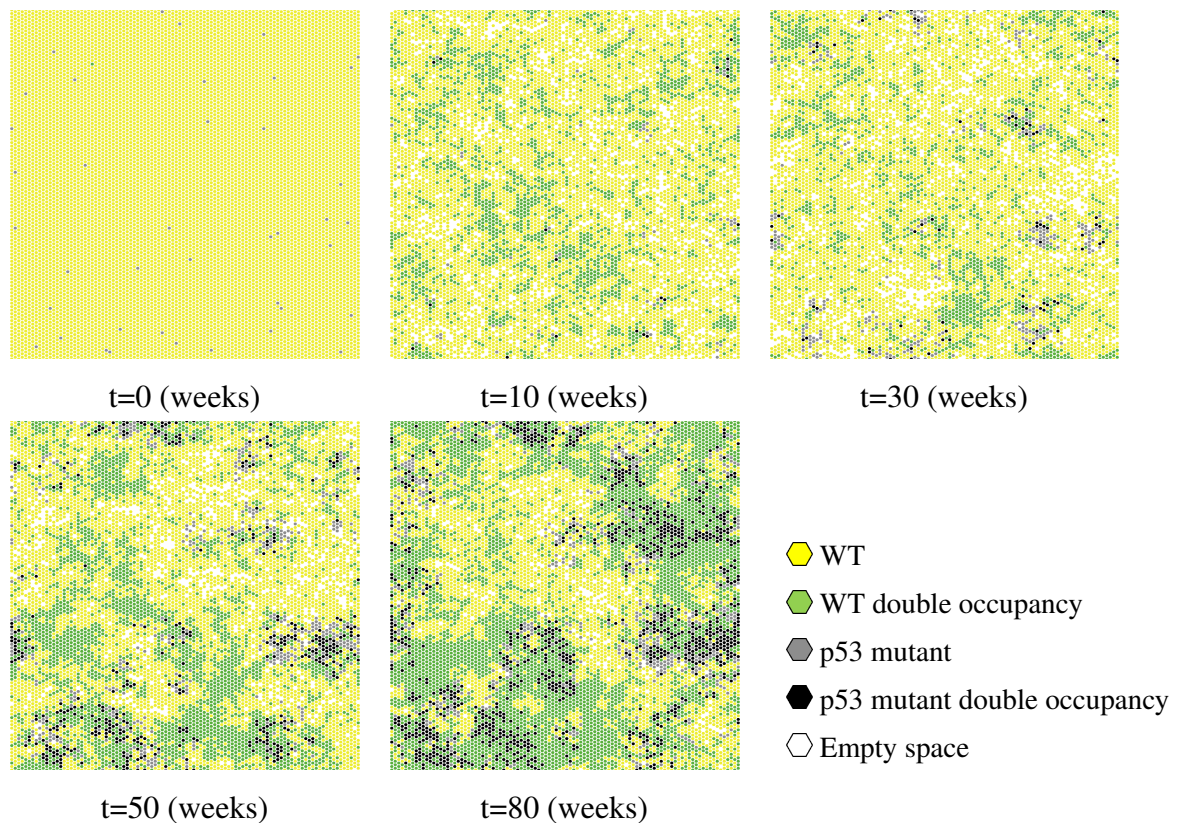 t=0 (weeks)
t=10 (weeks)
t=30 (weeks)
t=50 (weeks)
t=80 (weeks)
WT
WT double occupancy
p53 mutant
p53 mutant double occupancy
Empty space